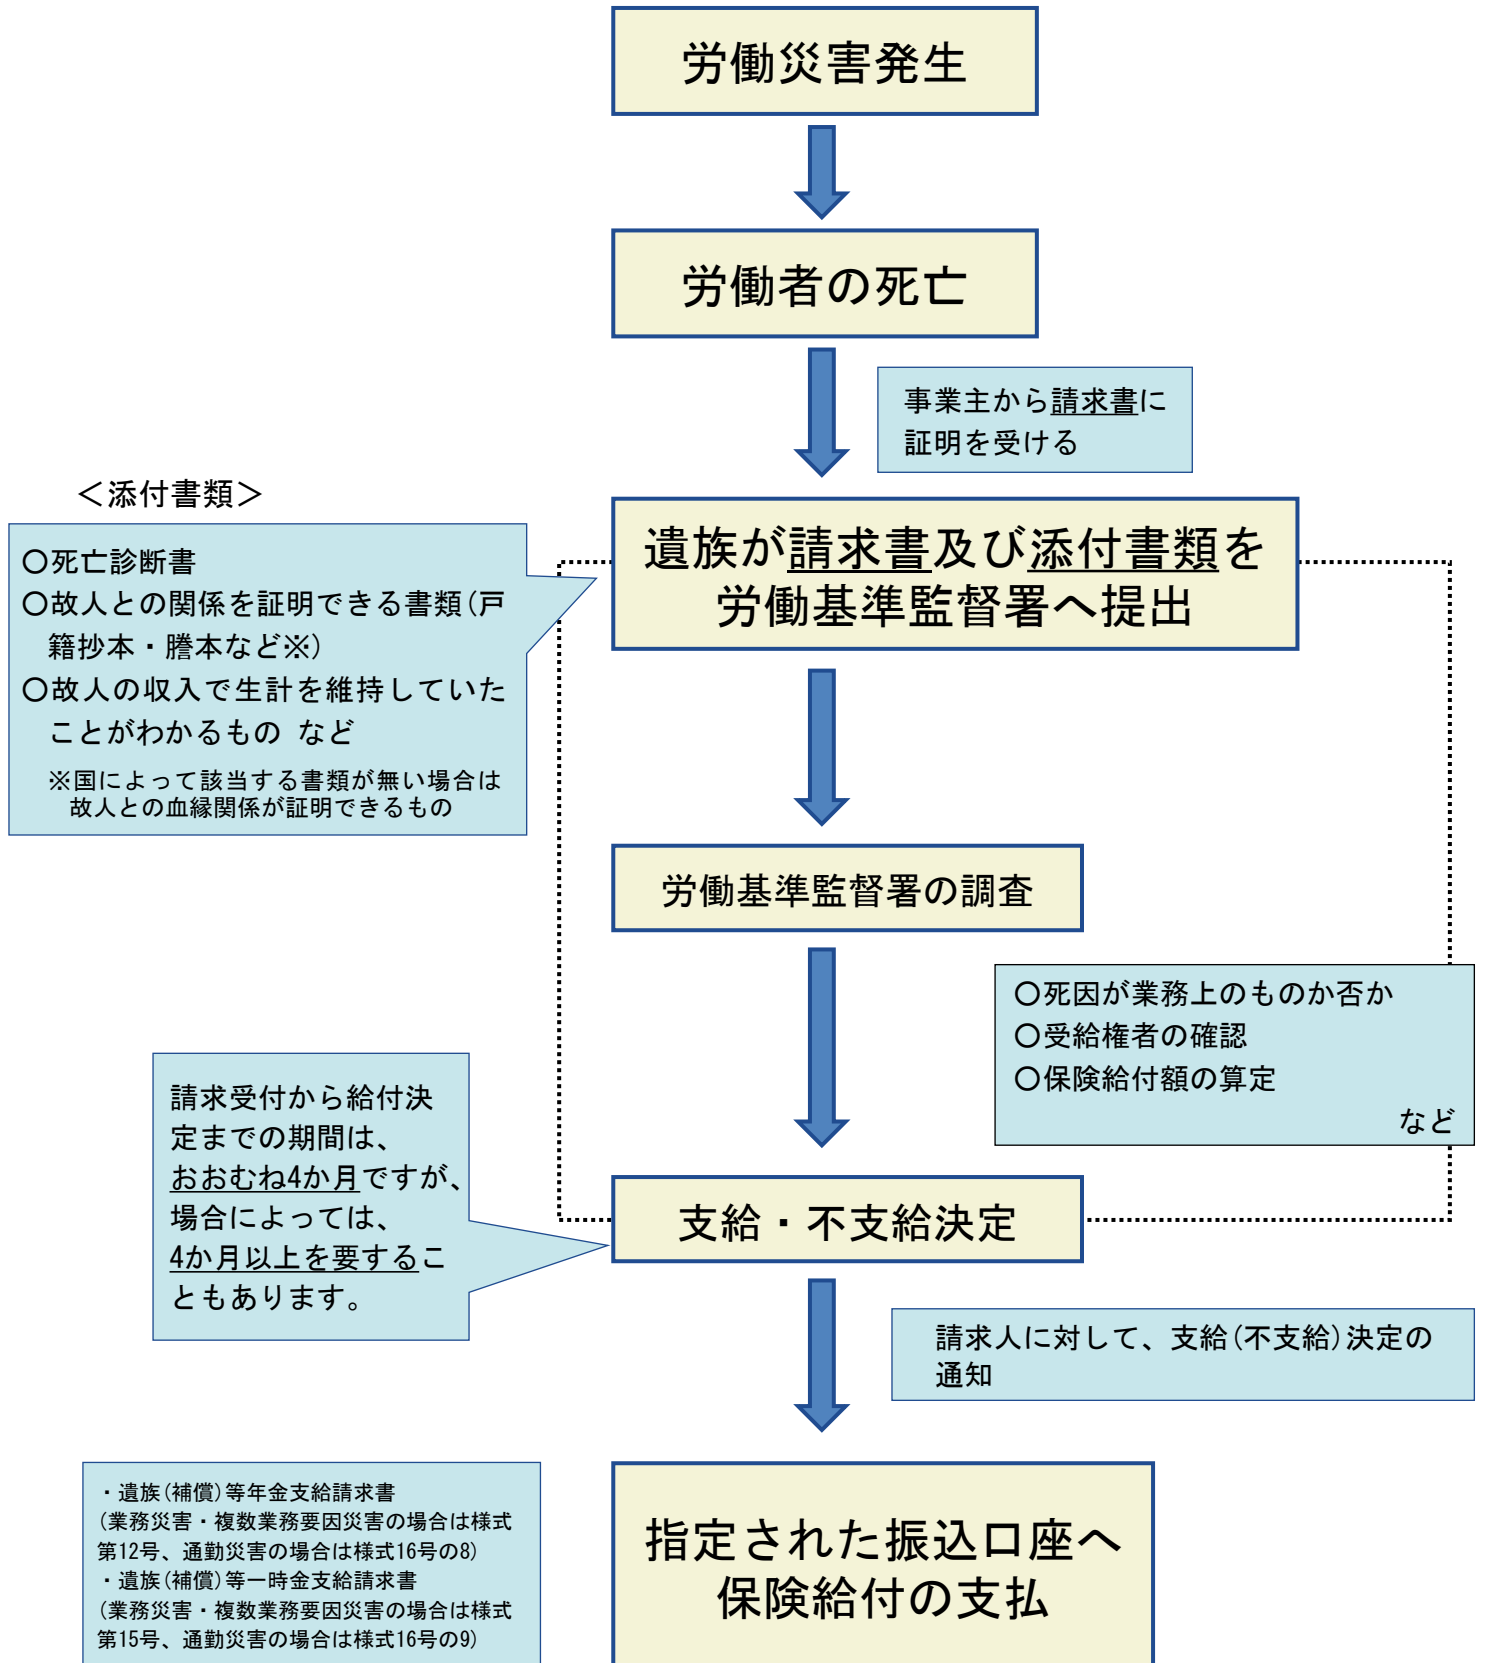 労働災害発生
労働者の死亡
事業主から請求書に
証明を受ける
＜添付書類＞
○死亡診断書
○故人との関係を証明できる書類(戸
籍抄本・謄本など※)
○故人の収入で生計を維持していた
ことがわかるもの など
※国によって該当する書類が無い場合は
故人との血縁関係が証明できるもの
遺族が請求書及び添付書類を
労働基準監督署へ提出
労働基準監督署の調査
○死因が業務上のものか否か
○受給権者の確認
○保険給付額の算定
など
請求受付から給付決
定までの期間は、
おおむね4か月ですが、
場合によっては、
4か月以上を要するこ
ともあります。
支給・不支給決定
請求人に対して、支給(不支給)決定の
通知
・遺族(補償)等年金支給請求書
(業務災害・複数業務要因災害の場合は様式
第12号、通勤災害の場合は様式16号の8)
・遺族(補償)等一時金支給請求書
(業務災害・複数業務要因災害の場合は様式
第15号、通勤災害の場合は様式16号の9)
指定された振込口座へ
保険給付の支払